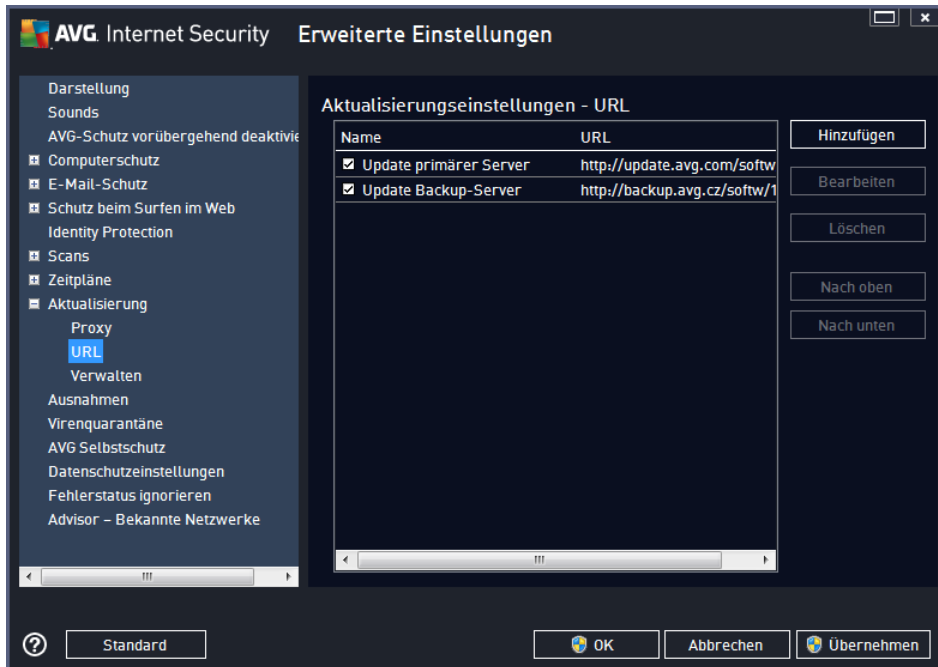 AVG. Internet Security Erweiterte Einstellungen
Darstellung
Sounds
AVG-Schutz vorübergehend deaktivie
Computerschutz
E-Mail-Schutz
Schutz beim Surfen im Web
Identity Protection
Scans
Zeitpläne
Aktualisierung
Proxy
URL
Verwalten
Ausnahmen
Virenquarantäne
AVG Selbstschutz
Datenschutzeinstellungen
Fehlerstatus ignorieren
Advisor – Bekannte Netzwerke
Aktualisierungseinstellungen - URL
Name URL
Update primärer Server http://update.avg.com/softw
Update Backup-Server http://backup.avg.cz/softw/1
Hinzufügen
Bearbeiten
Löschen
Nach oben
Nach unten
Standard
OK
Abbrechen
Übernehmen